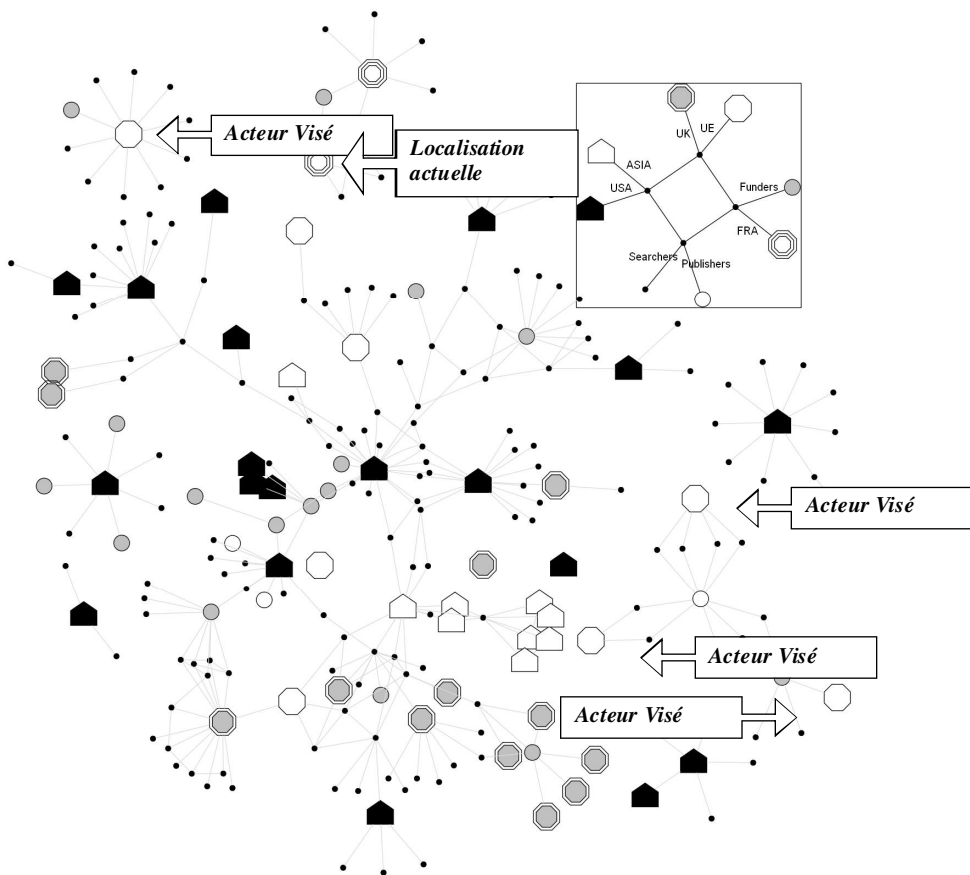 Acteur Visé
Localisation
actuelle
UK
UE
ASIA
USA
Funders
FRA
Searchers
Publishers
Acteur Visé
Acteur Visé
Acteur Visé